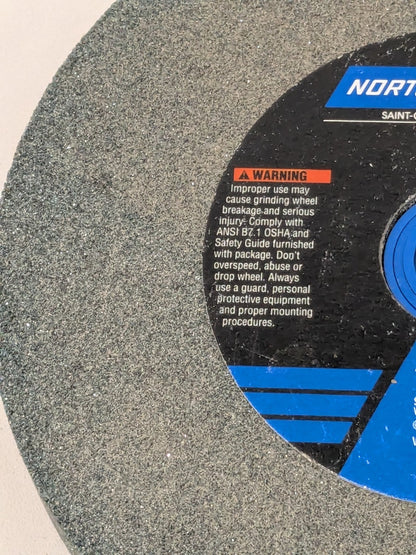 NORT
SAINT-
WARNING
Improper use may
cause grinding wheel
breakage and serious
injury. Comply with
ANSI B7.1 OSHA and
Safety Guide furnished
with package. Don't
overspeed, abuse or
drop wheel. Always
use a guard, personal
protective equipment
and proper mounting
procedures.